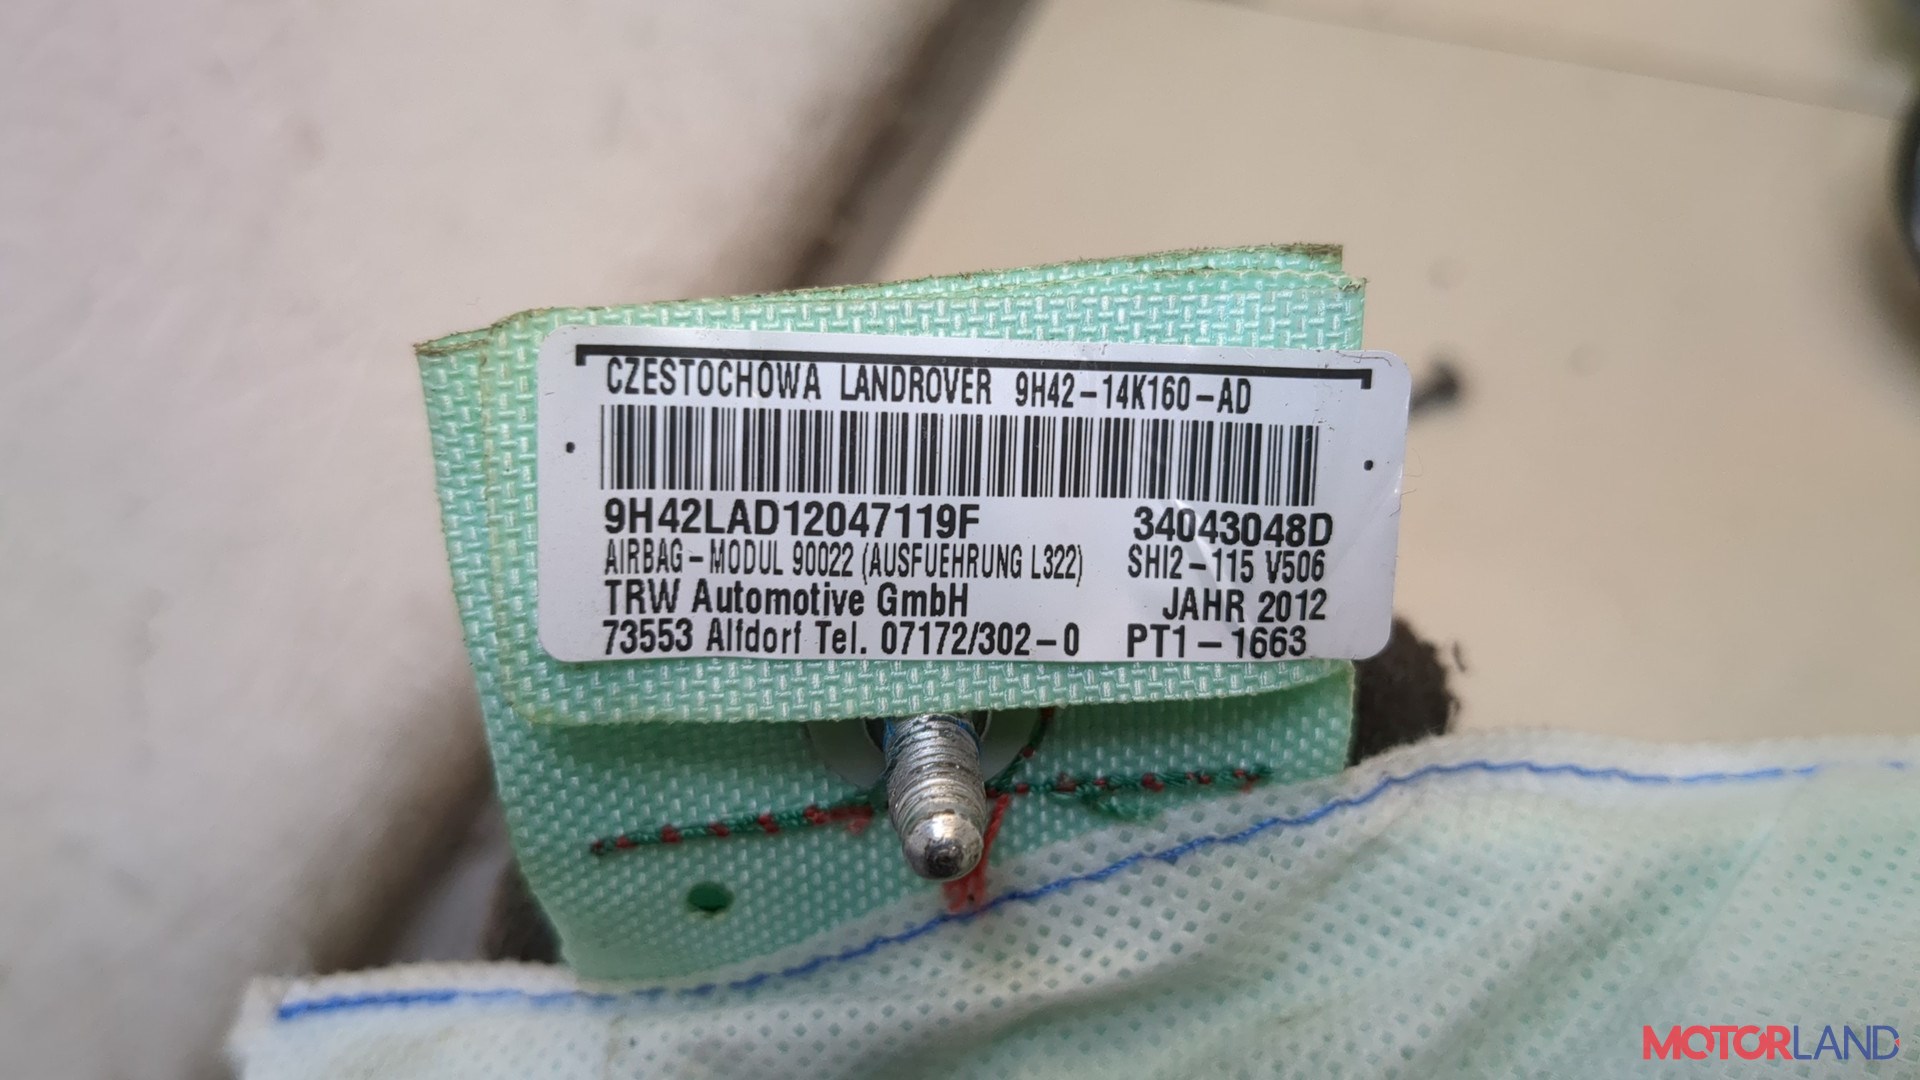 CZESTOCHOWA LANDROVER 9H42-14K160-AD
9H42LAD12047119F 34043048D
AIRBAG-MODUL 90022 (AUSFUEHRUNG L322) SHI2-115 V506
TRW Automotive GmbH JAHR 2012
73553 Alfdorf Tel. 07172/302-0 PT1-1663
MOTORLAND